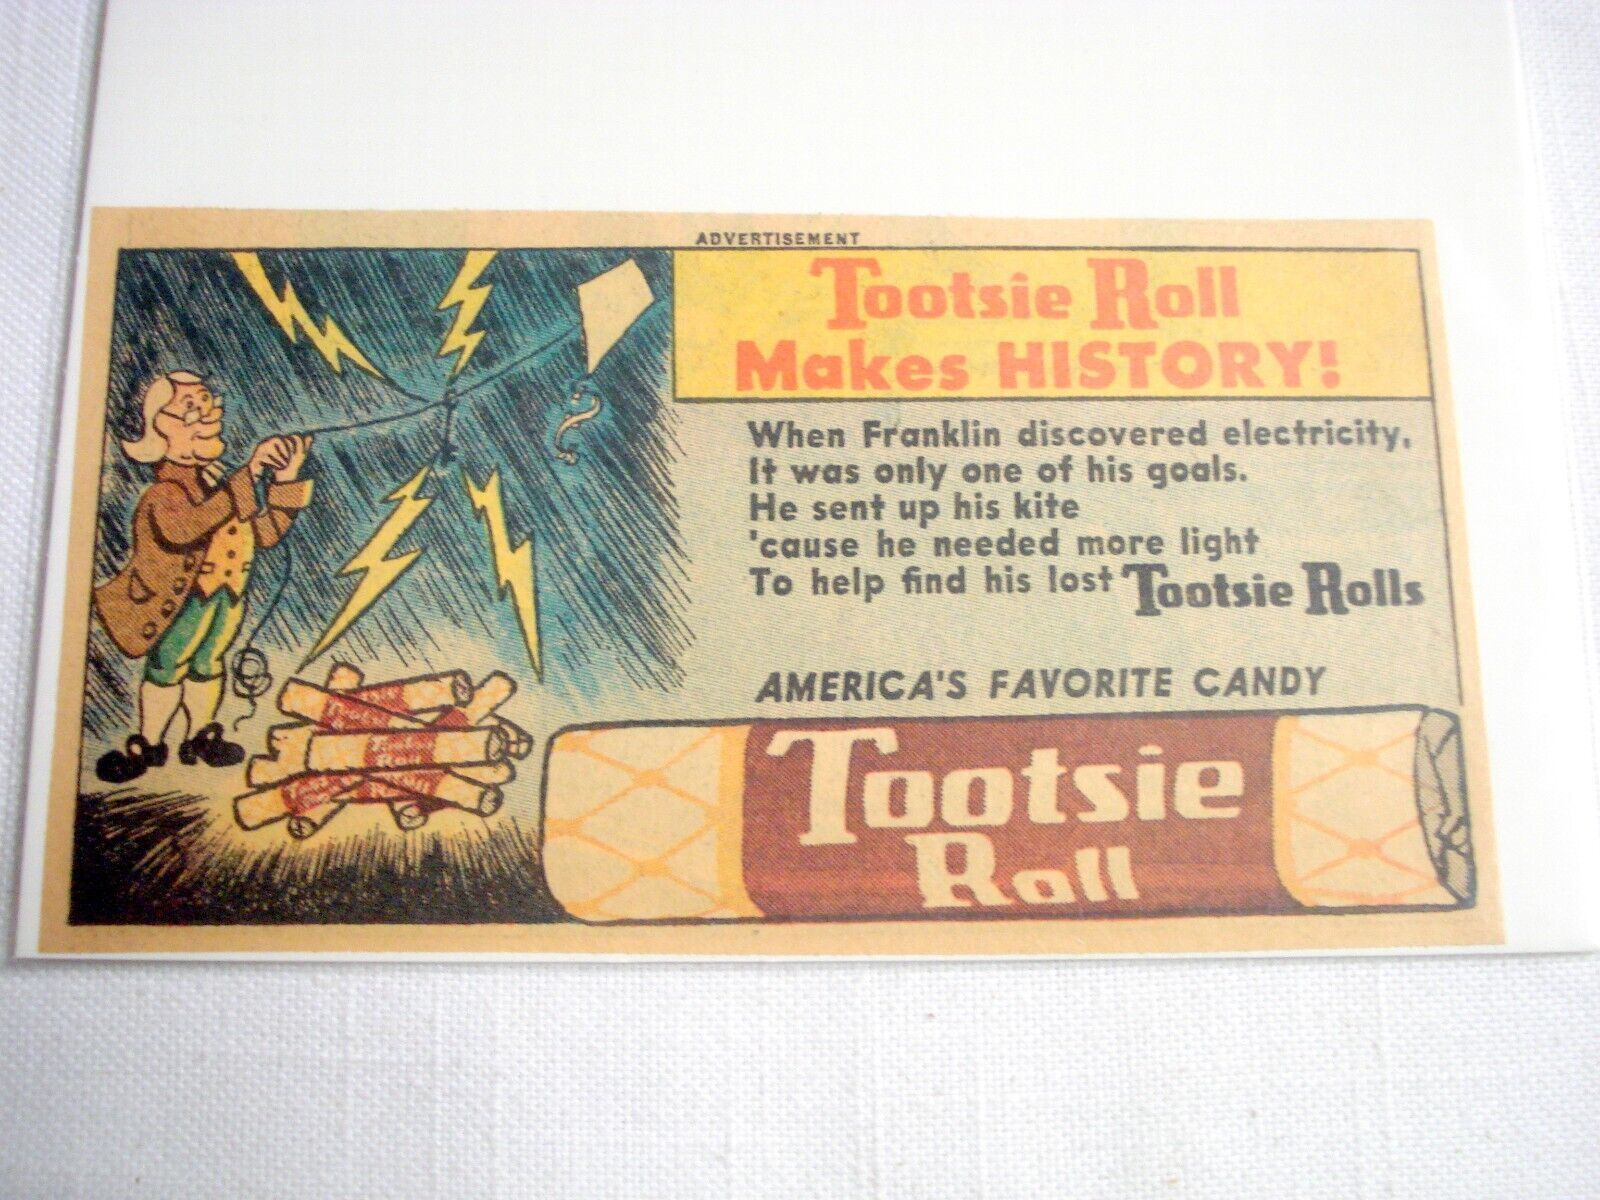 ADVERTISEMENT
Tootsie Roll
Makes HISTORY!
When Franklin discovered electricity,
It was only one of his goals.
He sent up his kite
'cause he needed more light
To help find his lost Tootsie Rolls
AMERICA'S FAVORITE CANDY
Tootsie
Roll
Tootsie
Roll